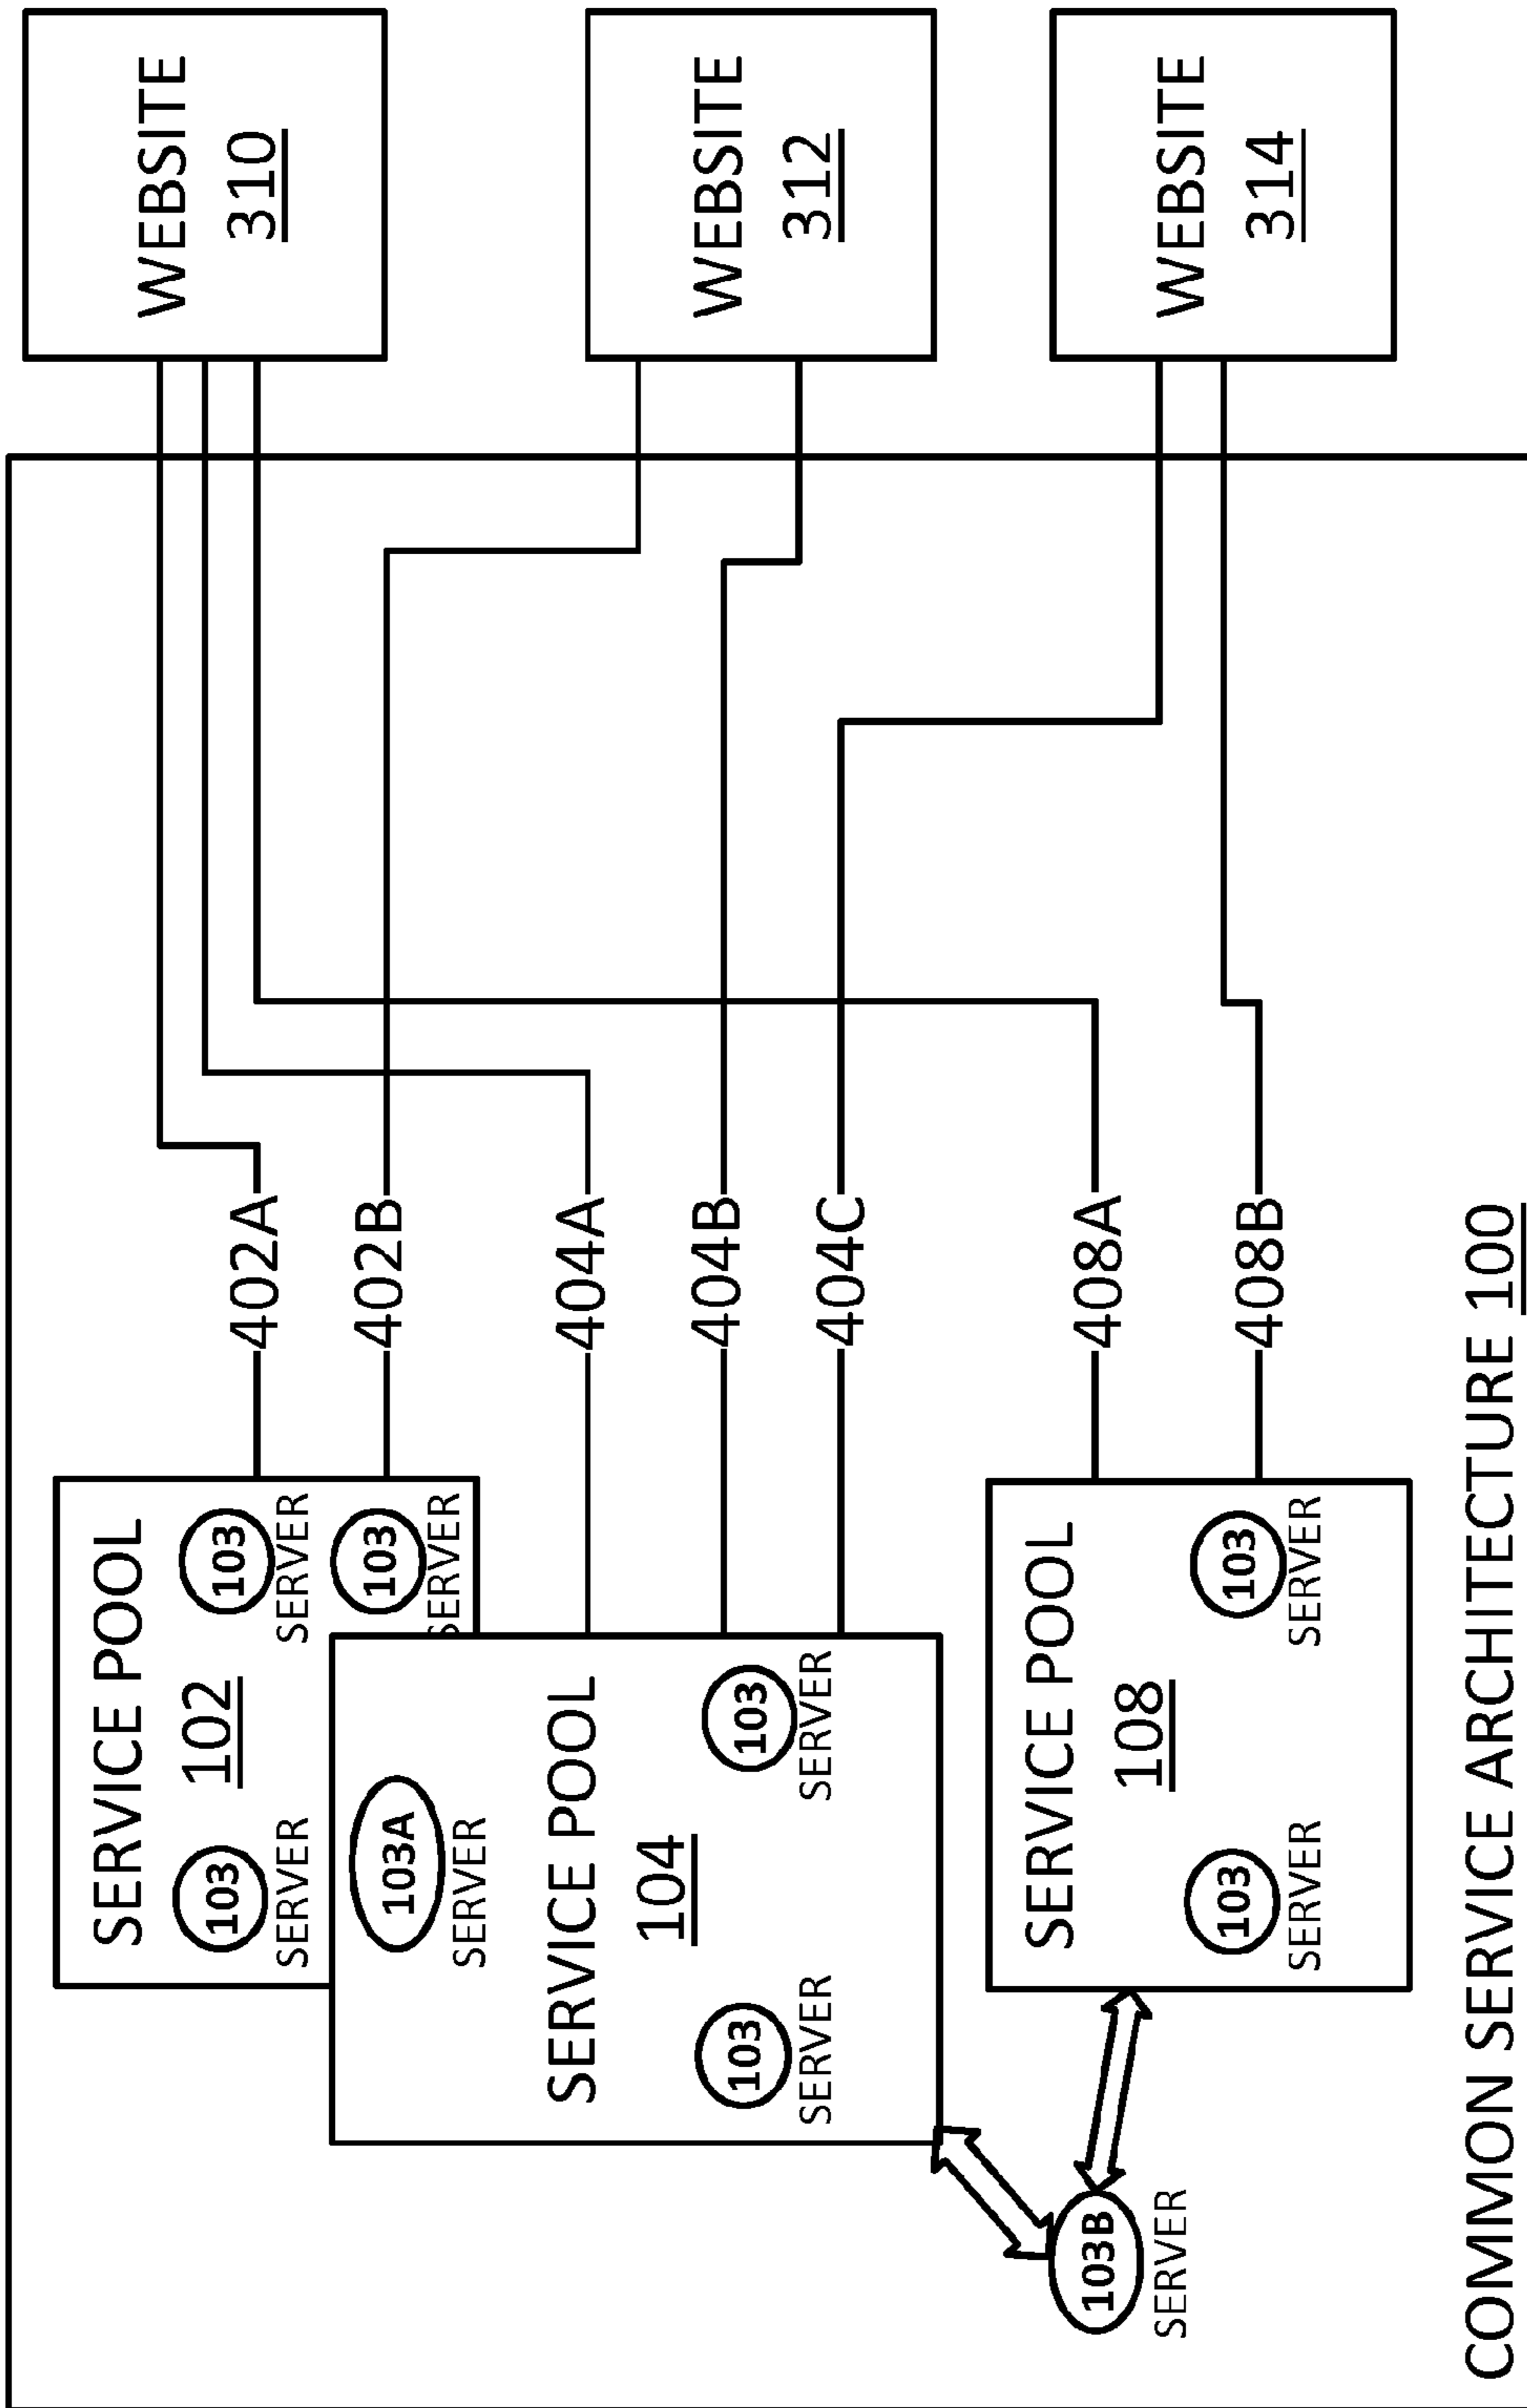 SERVICE POOL
102
103
103
SERVER
SERVER
103
SERVER
103A
SERVER
SERVICE POOL
104
103
103
SERVER
SERVER
SERVICE POOL
108
103
103
SERVER
SERVER
103B
SERVER
402A
402B
404A
404B
404C
408A
408B
WEBSITE
310
WEBSITE
312
WEBSITE
314
COMMON SERVICE ARCHITECTURE 100